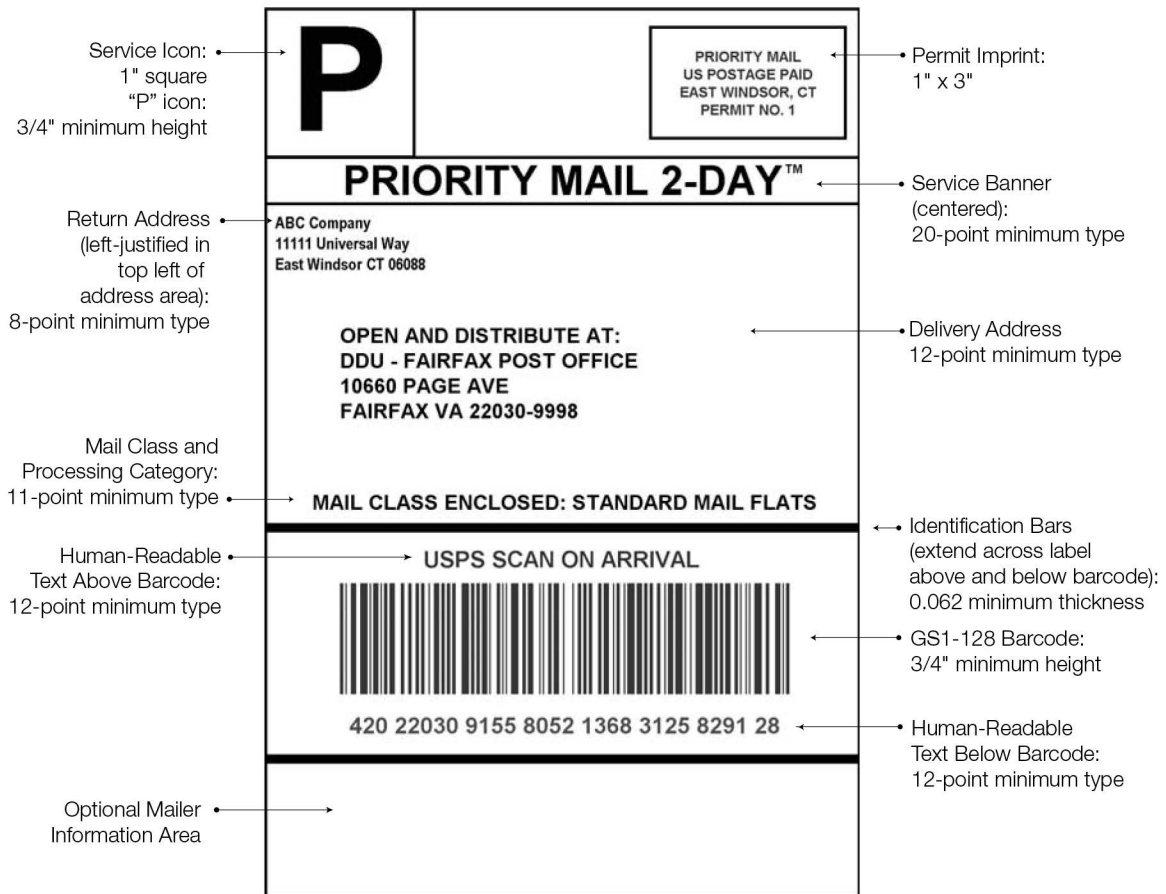 Service Icon:
1" square
“P” icon:
3/4" minimum height
P
PRIORITY MAIL
US POSTAGE PAID
EAST WINDSOR, CT
PERMIT NO. 1
Permit Imprint:
1" x 3"
PRIORITY MAIL 2-DAY™
Service Banner
(centered):
20-point minimum type
Return Address
(left-justified in
top left of
address area):
8-point minimum type
ABC Company
11111 Universal Way
East Windsor CT 06088
OPEN AND DISTRIBUTE AT:
DDU - FAIRFAX POST OFFICE
10660 PAGE AVE
FAIRFAX VA 22030-9998
Delivery Address
12-point minimum type
Mail Class and
Processing Category:
11-point minimum type
MAIL CLASS ENCLOSED: STANDARD MAIL FLATS
Identification Bars
(extend across label
above and below barcode):
0.062 minimum thickness
Human-Readable
Text Above Barcode:
12-point minimum type
USPS SCAN ON ARRIVAL
GS1-128 Barcode:
3/4" minimum height
420 22030 9155 8052 1368 3125 8291 28
Human-Readable
Text Below Barcode:
12-point minimum type
Optional Mailer
Information Area